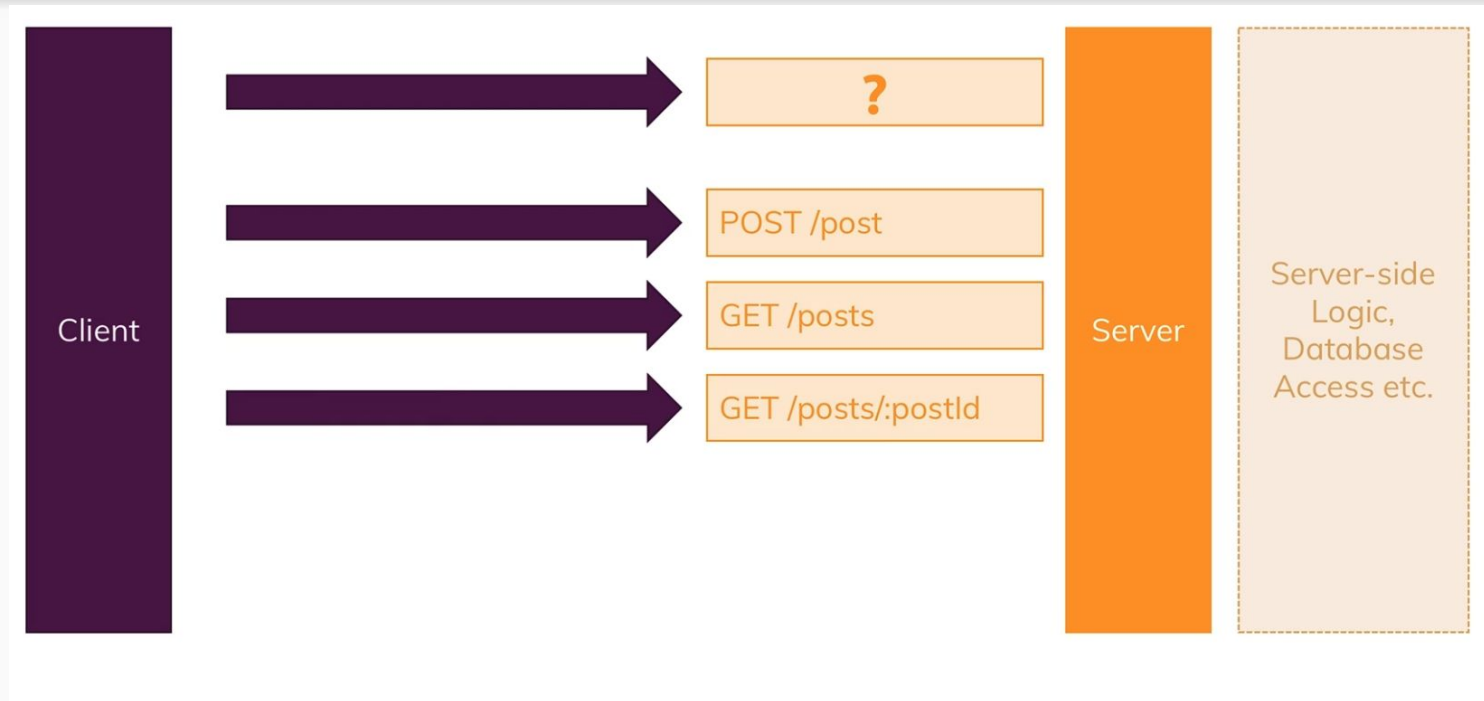 Client
?
POST /post
GET /posts
GET /posts/:postId
Server
Server-side
Logic,
Database
Access etc.